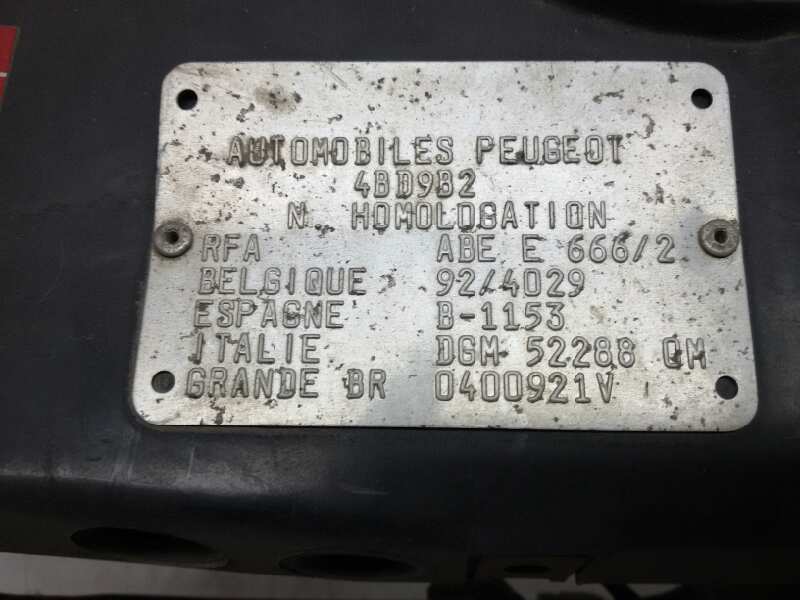 AUTOMOBILES PEUGEOT
4BD9B2
N. HOMOLOGATION
RFA ABE E 666/2
BELGIQUE 92/4029
ESPAGNE B-1153
ITALIE DGM 52288 OM
GRANDE BR 0400921V